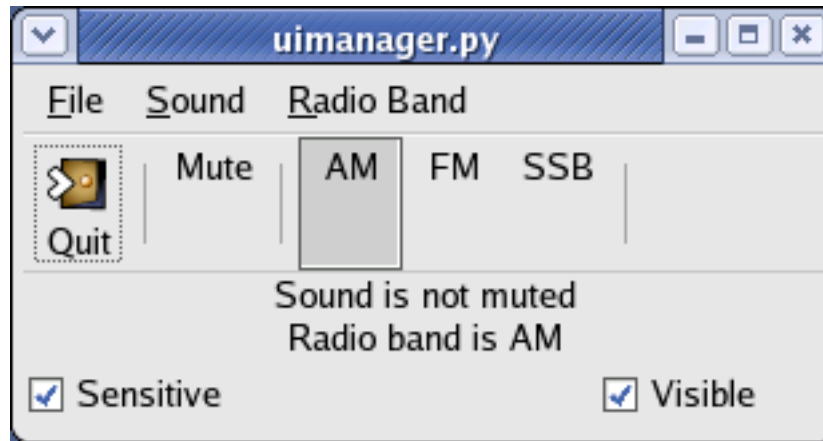 uimanager.py
File Sound Radio Band
Mute AM FM SSB
Quit
Sound is not muted
Radio band is AM
Sensitive Visible